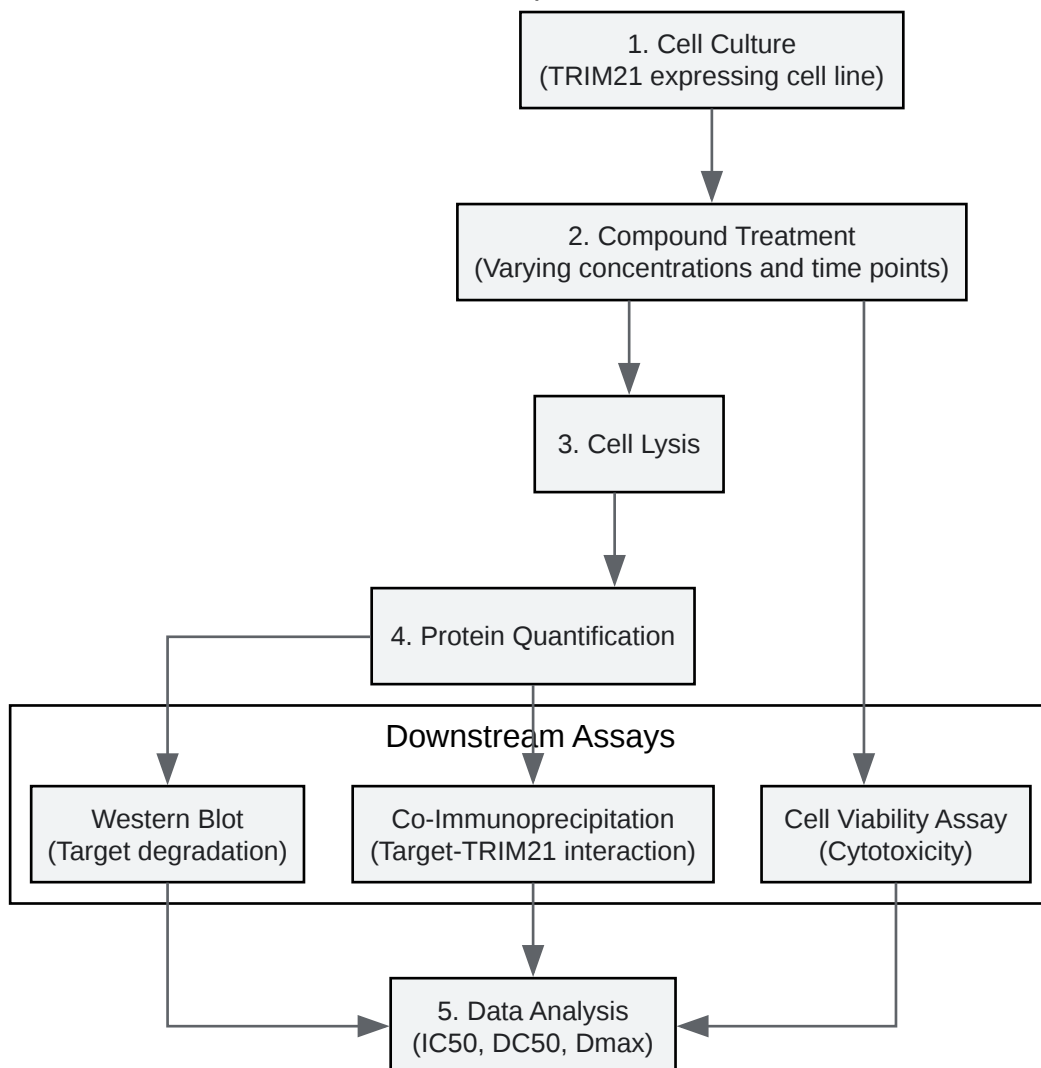 1. Cell Culture
(TRIM21 expressing cell line)
2. Compound Treatment
(Varying concentrations and time points)
3. Cell Lysis
4. Protein Quantification
Downstream Assays
Western Blot
(Target degradation)
Co-Immunoprecipitation
(Target-TRIM21 interaction)
Cell Viability Assay
(Cytotoxicity)
5. Data Analysis
(IC50, DC50, Dmax)